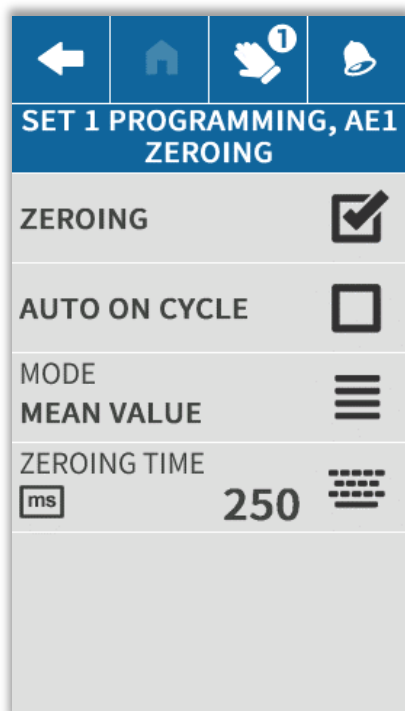 1
SET 1 PROGRAMMING, AE1
ZEROING
ZEROING
AUTO ON CYCLE
MODE
MEAN VALUE
ZEROING TIME
ms 250